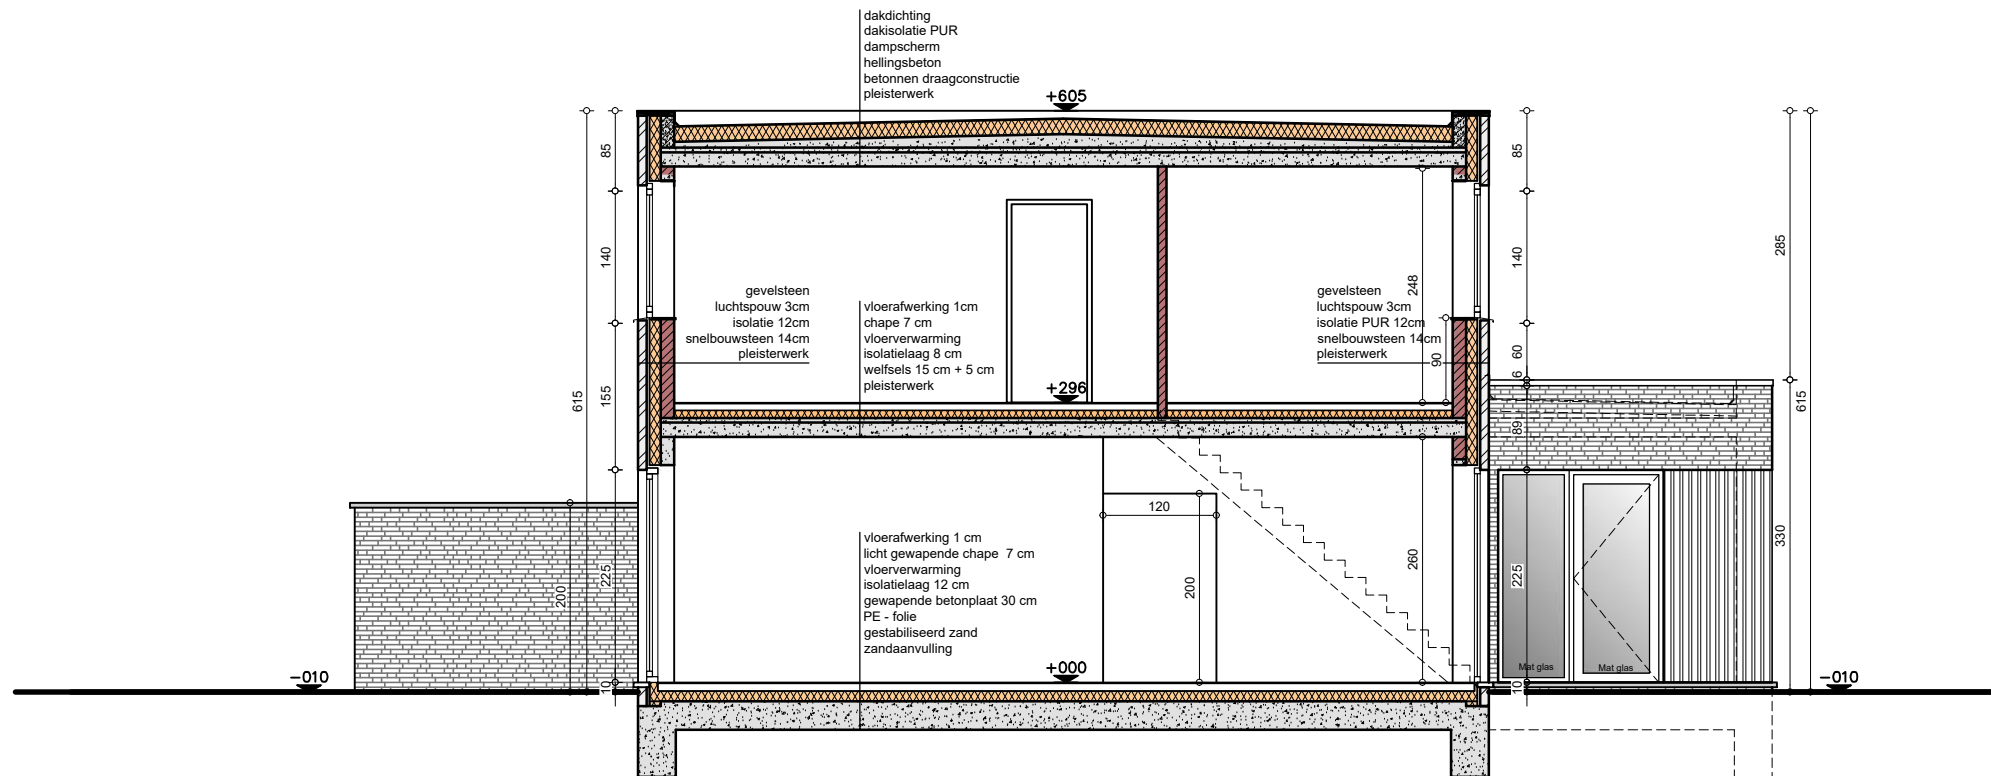 dakdichting
dakisolatie PUR
dampscherm
hellingsbeton
betonnen draagconstructie
pleisterwerk
+605
85
85
140
140
285
248
gevelsteen
luchtspouw 3cm
isolatie 12cm
snelbouwsteen 14cm
pleisterwerk
vloerafwerking 1cm
chape 7 cm
vloerverwarming
isolatielaag 8 cm
welfsels 15 cm + 5 cm
pleisterwerk
gevelsteen
luchtspouw 3cm
isolatie PUR 12cm
snelbouwsteen 14cm
pleisterwerk
90
60
6
+296
615
155
615
89
120
vloerafwerking 1 cm
licht gewapende chape 7 cm
vloerverwarming
isolatielaag 12 cm
gewapende betonplaat 30 cm
PE - folie
gestabiliseerd zand
zandaanvulling
200
225
200
260
225
330
Mat glas
Mat glas
+000
-010
10
10
-010